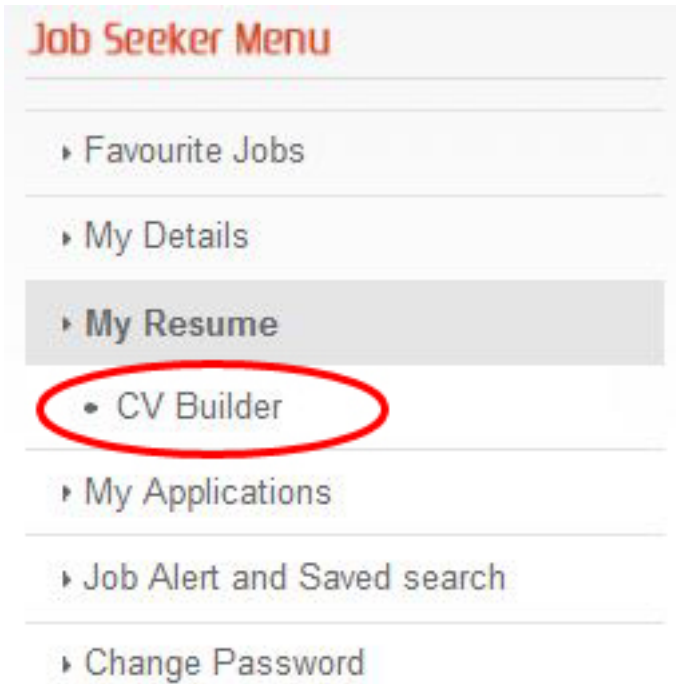 Job Seeker Menu
Favourite Jobs
My Details
My Resume
CV Builder
My Applications
Job Alert and Saved search
Change Password